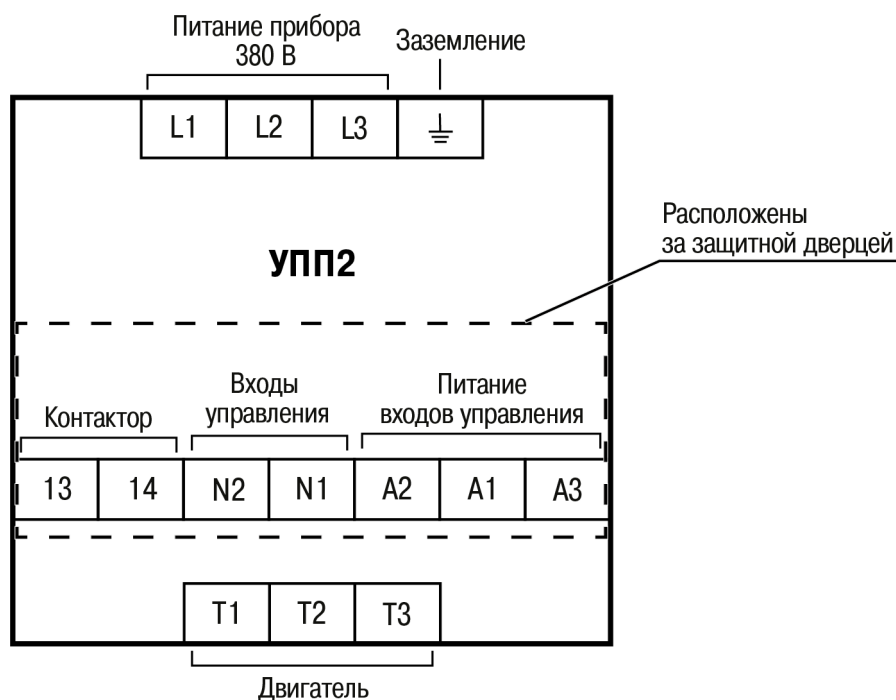 Питание прибора
380 В
Заземление
L1 L2 L3
Расположены
за защитной дверцей
УПП2
Входы
управления
Питание
входов управления
Контактор
13 14 N2 N1 A2 A1 A3
T1 T2 T3
Двигатель